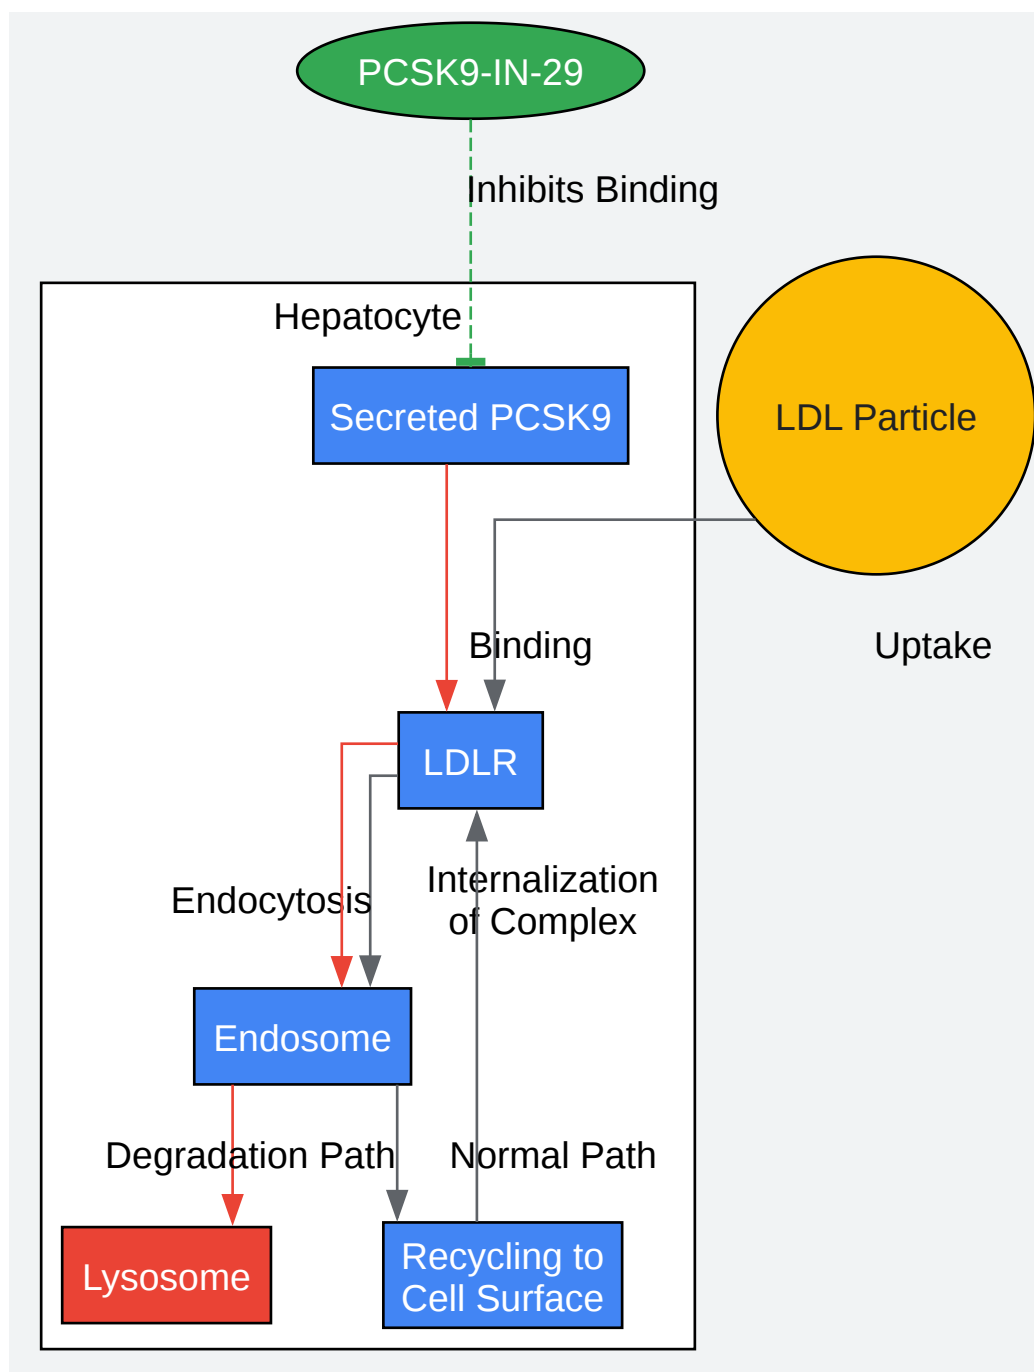 PCSK9-IN-29
Inhibits Binding
Hepatocyte
Secreted PCSK9
LDL Particle
Binding
Uptake
LDLR
Endocytosis
Internalization
of Complex
Endosome
Degradation Path
Normal Path
Lysosome
Recycling to
Cell Surface